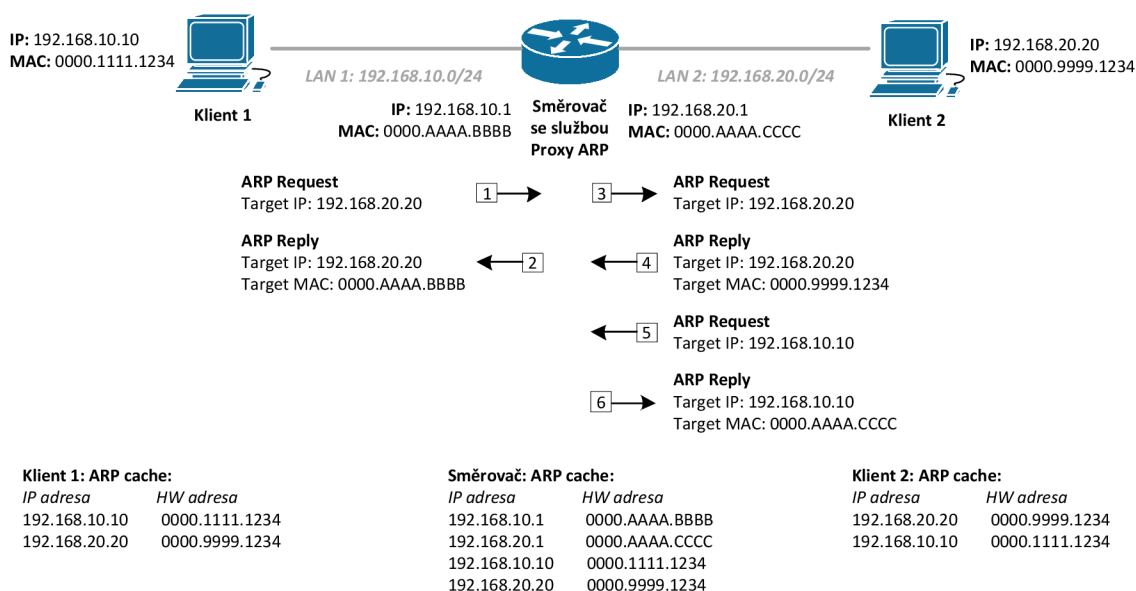 IP: 192.168.10.10
MAC: 0000.1111.1234
Klient 1
LAN 1: 192.168.10.0/24
IP: 192.168.10.1
MAC: 0000.AAAA.BBBB
Směrovač
se službou
Proxy ARP
LAN 2: 192.168.20.0/24
IP: 192.168.20.1
MAC: 0000.AAAA.CCCC
IP: 192.168.20.20
MAC: 0000.9999.1234
Klient 2
ARP Request
Target IP: 192.168.20.20
1
3
ARP Request
Target IP: 192.168.20.20
ARP Reply
Target IP: 192.168.20.20
Target MAC: 0000.AAAA.BBBB
2
4
ARP Reply
Target IP: 192.168.20.20
Target MAC: 0000.9999.1234
5
ARP Request
Target IP: 192.168.10.10
6
ARP Reply
Target IP: 192.168.10.10
Target MAC: 0000.AAAA.CCCC
Klient 1: ARP cache:
IP adresa HW adresa
192.168.10.10 0000.1111.1234
192.168.20.20 0000.9999.1234
Směrovač: ARP cache:
IP adresa HW adresa
192.168.10.1 0000.AAAA.BBBB
192.168.20.1 0000.AAAA.CCCC
192.168.10.10 0000.1111.1234
192.168.20.20 0000.9999.1234
Klient 2: ARP cache:
IP adresa HW adresa
192.168.20.20 0000.9999.1234
192.168.10.10 0000.1111.1234